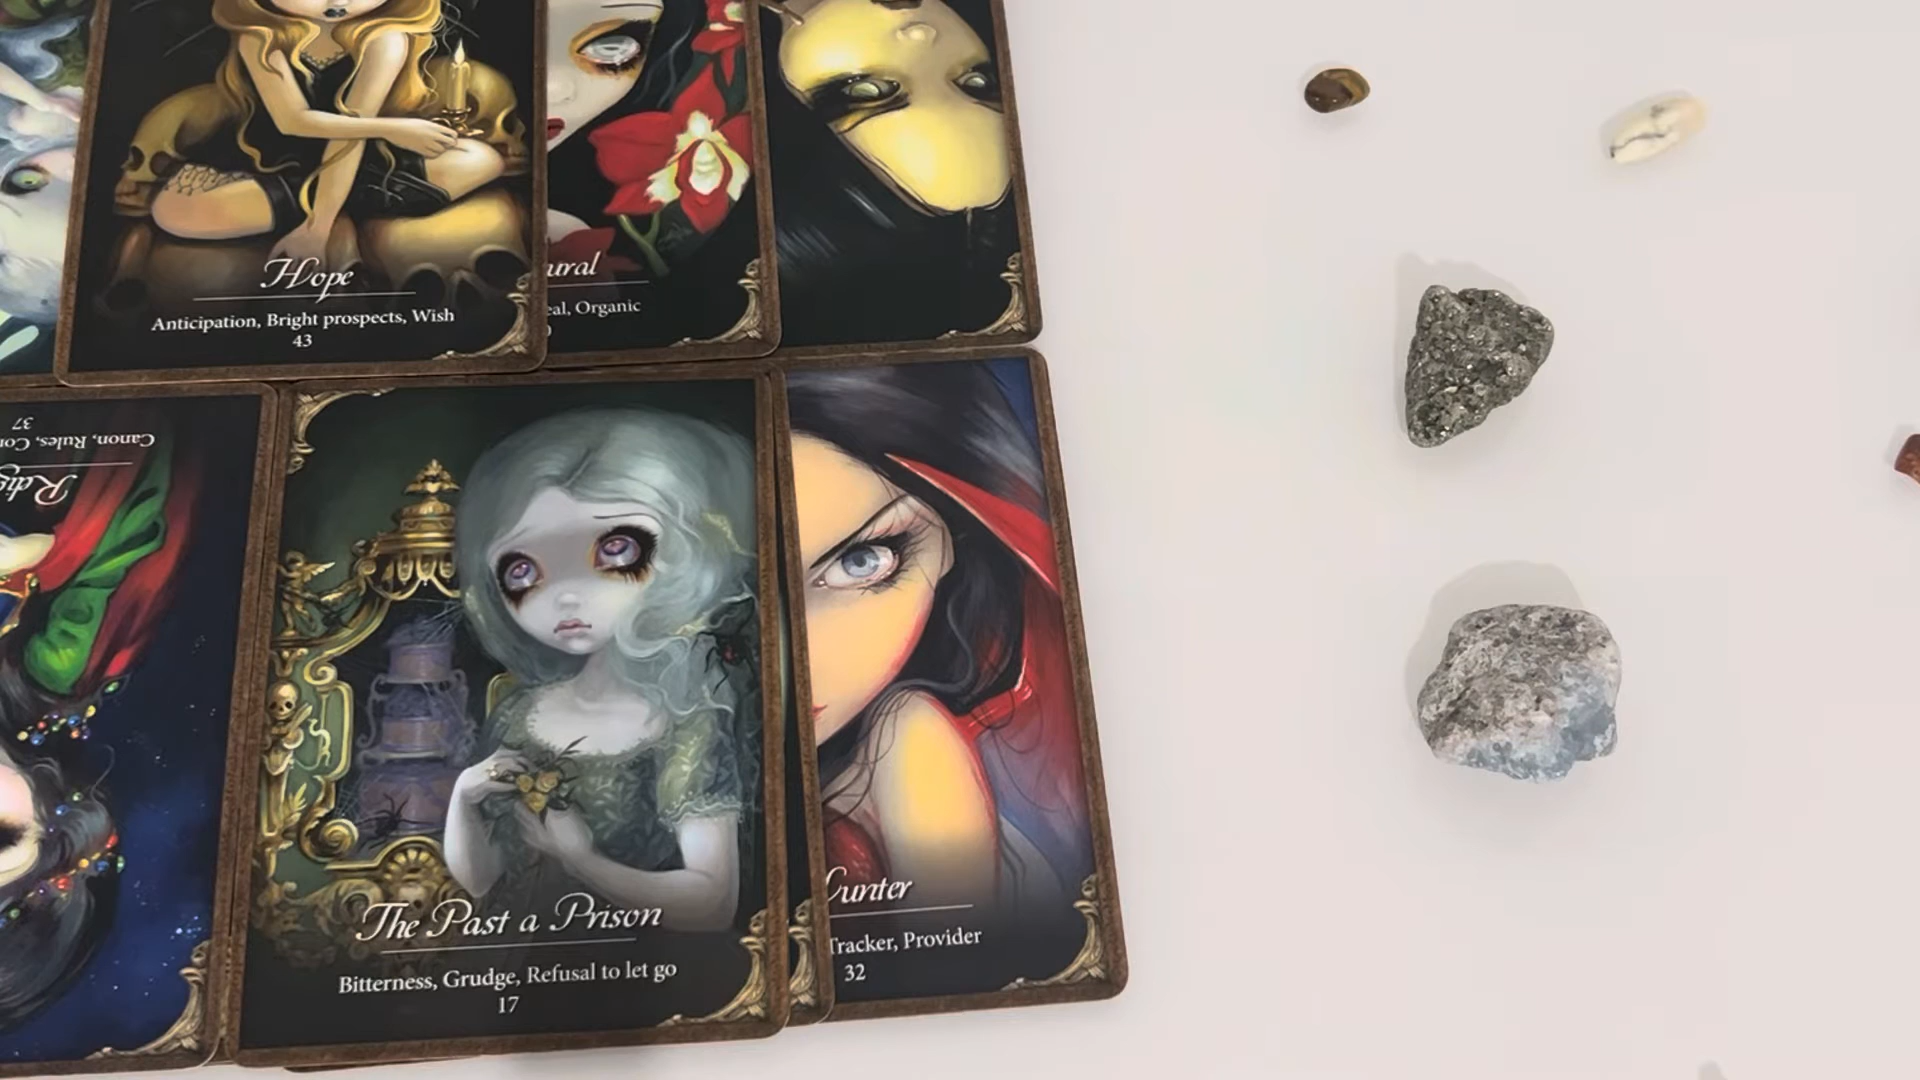 Hope
Anticipation, Bright prospects, Wish
43
ural
eal, Organic
37
Canon, Rules, Co
The Past a Prison
Bitterness, Grudge, Refusal to let go
17
unter
Tracker, Provider
32